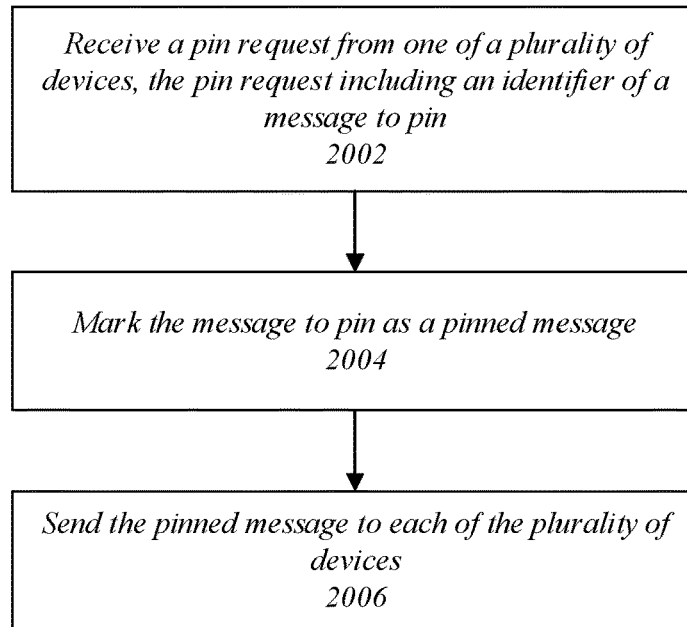 Receive a pin request from one of a plurality of
devices, the pin request including an identifier of a
message to pin
2002
Mark the message to pin as a pinned message
2004
Send the pinned message to each of the plurality of
devices
2006